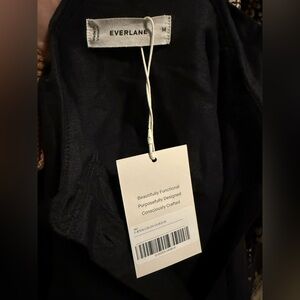 EVERLANE
M
Beautifully Functional
Purposefully Designed
Consciously Crafted